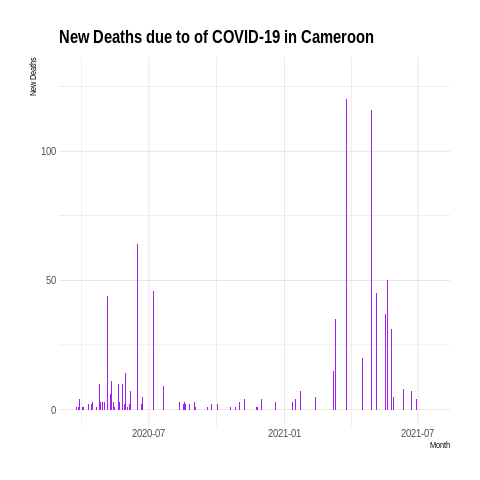 New Deaths due to of COVID-19 in Cameroon
New Deaths
100
50
0
2020-07
2021-01
2021-07
Month